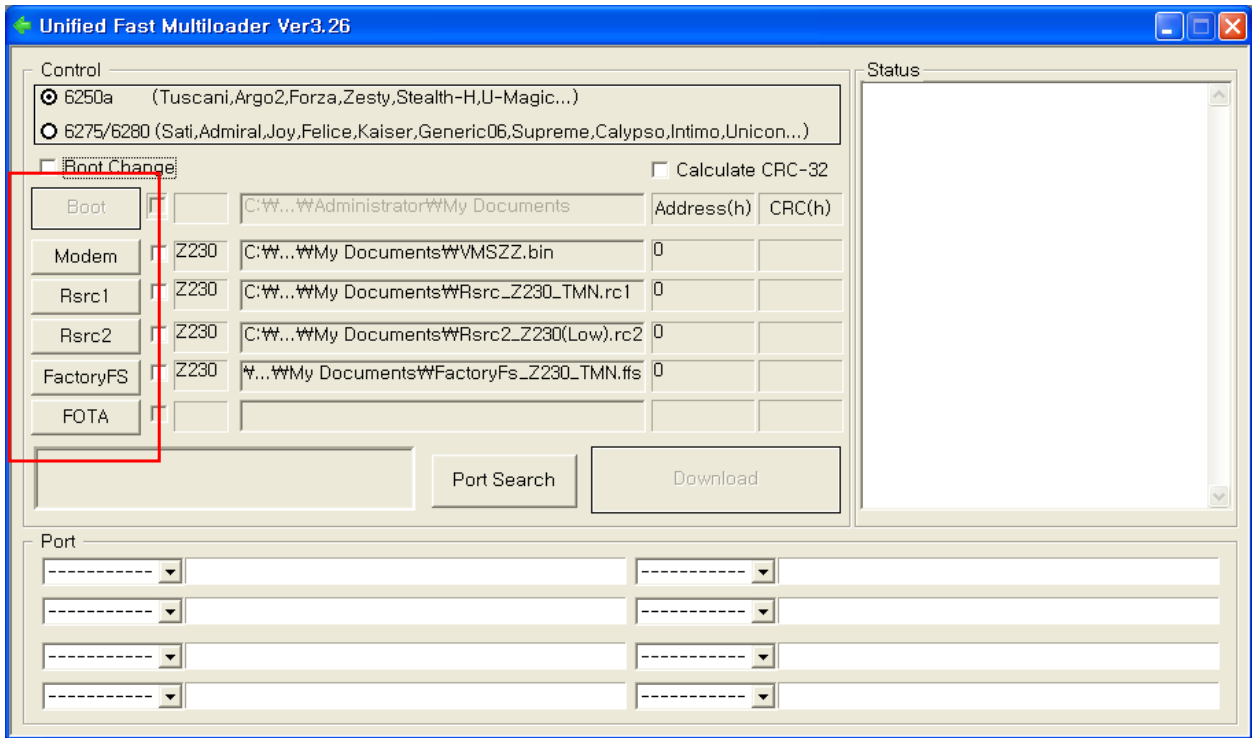 Unified Fast Multiloader Ver3.26
Control
6250a (Tuscani,Argo2,Forza,Zesty,Stealth-H,U-Magic...)
6275/6280 (Sati,Admiral,Joy,Felice,Kaiser,Generic06,Supreme,Calypso,Intimo,Unicon...)
Boot Change
Calculate CRC-32
Boot C:₩...₩Administrator₩My Documents Address(h) CRC(h)
Modem Z230 C:₩...₩My Documents₩VMSZZ.bin 0
Rsrc1 Z230 C:₩...₩My Documents₩Rsrc_Z230_TMN.rc1 0
Rsrc2 Z230 C:₩...₩My Documents₩Rsrc2_Z230(Low).rc2 0
FactoryFS Z230 ₩...₩My Documents₩FactoryFs_Z230_TMN.ffs 0
FOTA
Port Search Download
Status
Port
----------- -----------
----------- -----------
----------- -----------
----------- -----------